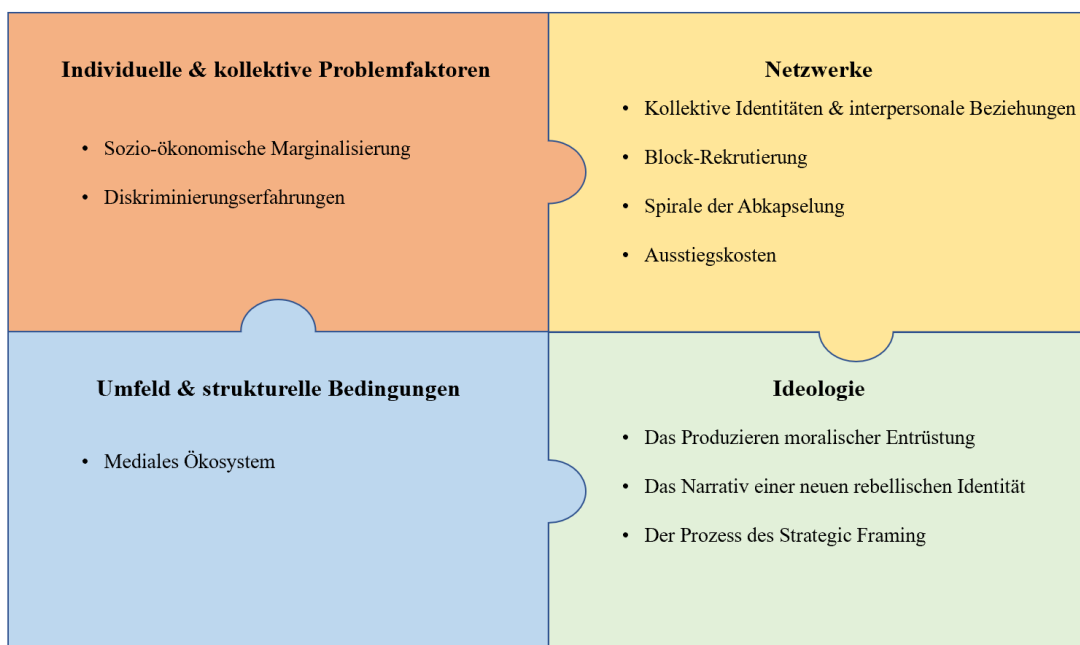 Individuelle & kollektive Problemfaktoren
• Sozio-ökonomische Marginalisierung
• Diskriminierungserfahrungen
Netzwerke
• Kollektive Identitäten & interpersonale Beziehungen
• Block-Rekrutierung
• Spirale der Abkapselung
• Ausstiegskosten
Umfeld & strukturelle Bedingungen
• Mediales Ökosystem
Ideologie
• Das Produzieren moralischer Entrüstung
• Das Narrativ einer neuen rebellischen Identität
• Der Prozess des Strategic Framing